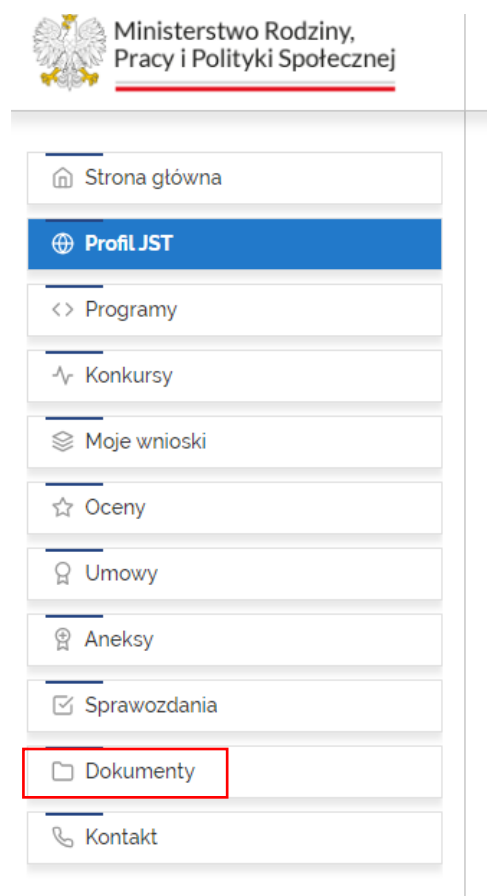 Ministerstwo Rodziny,
Pracy i Polityki Społecznej
Strona główna
Profil JST
Programy
Konkursy
Moje wnioski
Oceny
Umowy
Aneksy
Sprawozdania
Dokumenty
Kontakt